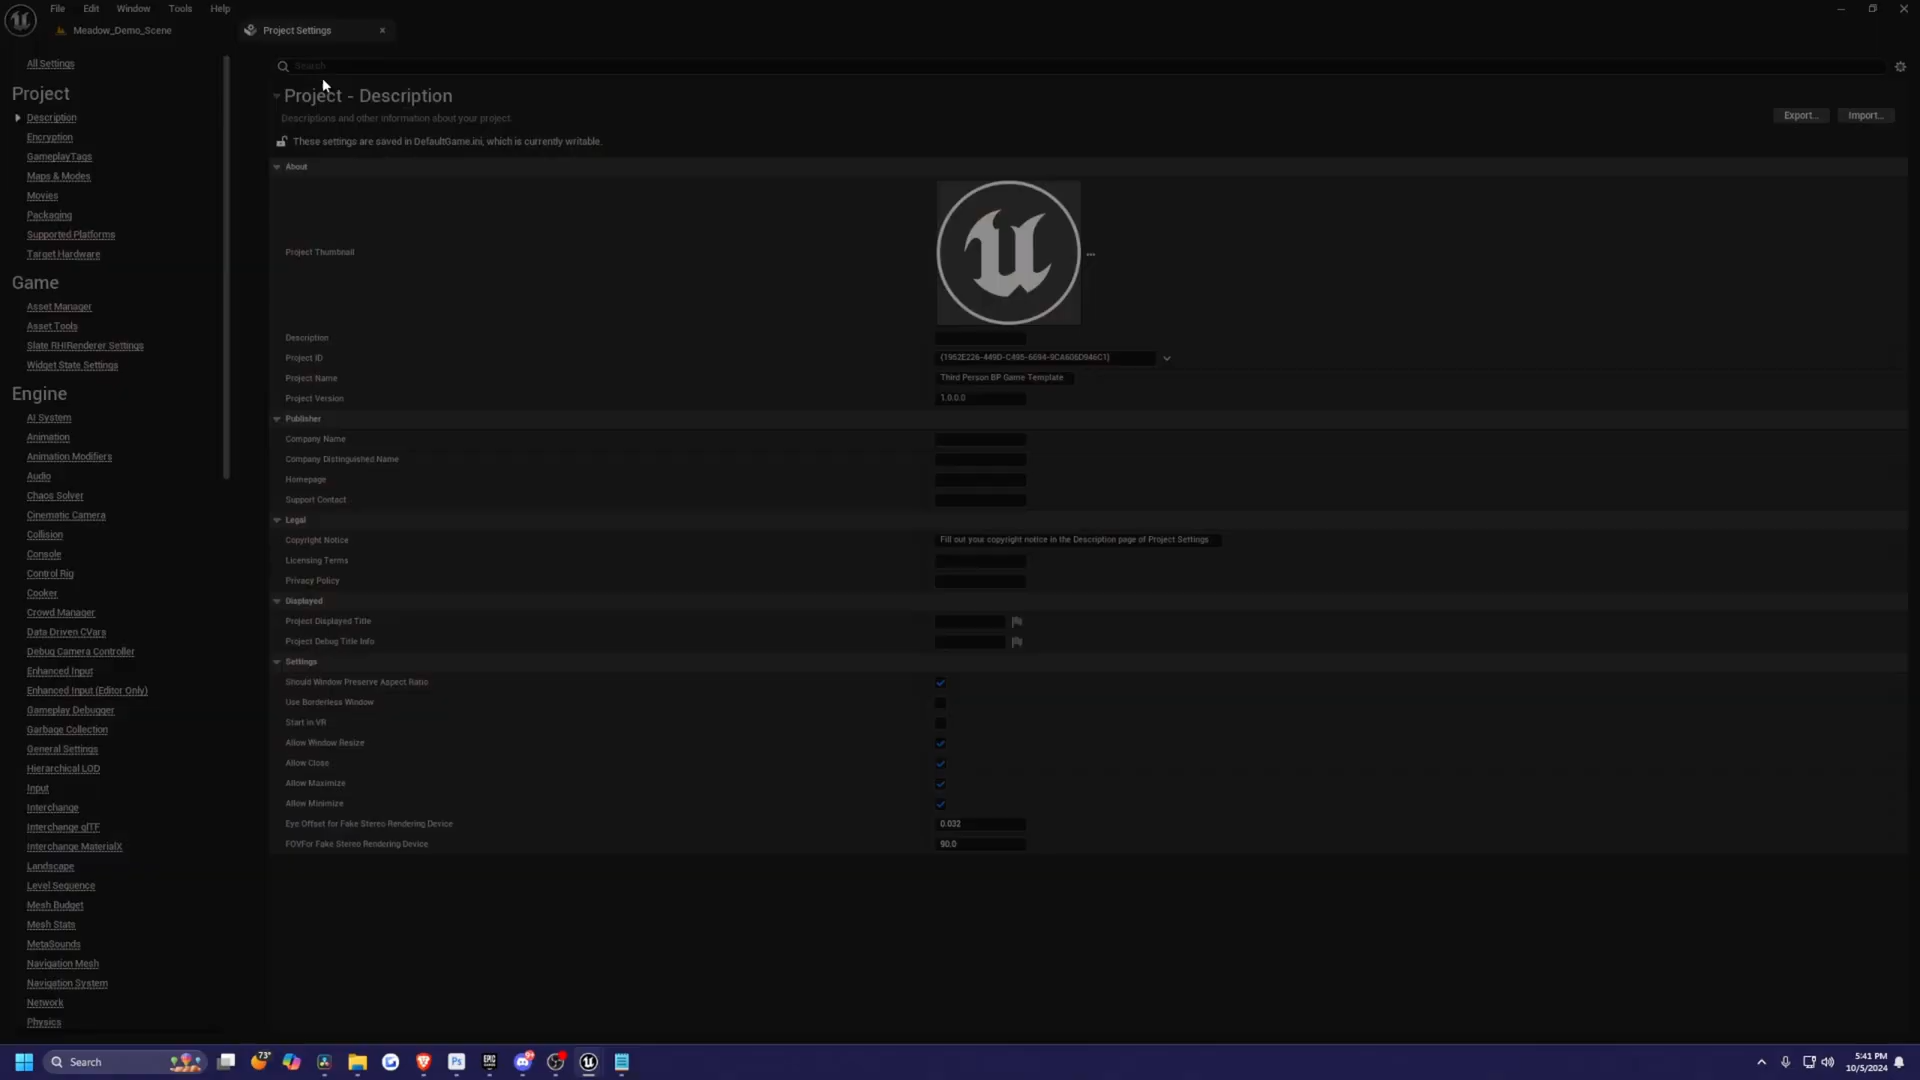 File Edit Window Tools Help
Meadow_Demo_Scene Project Settings
All Settings
Project
Description
Encryption
GameplayTags
Maps & Modes
Movies
Packaging
Supported Platforms
Target Hardware
Game
Asset Manager
Asset Tools
Slate RHIRenderer Settings
Widget State Settings
Engine
AI System
Animation
Animation Modifiers
Audio
Chaos Solver
Cinematic Camera
Collision
Console
Control Rig
Cooker
Crowd Manager
Data Driven CVars
Debug Camera Controller
Enhanced Input
Enhanced Input (Editor Only)
Gameplay Debugger
Garbage Collection
General Settings
Hierarchical LOD
Input
Interchange
Interchange glTF
Interchange MaterialX
Landscape
Level Sequence
Mesh Budget
Mesh Stats
MetaSounds
Navigation Mesh
Navigation System
Network
Physics
Search
Project - Description
Descriptions and other information about your project.
Export... Import...
These settings are saved in DefaultGame.ini, which is currently writable.
About
Project Thumbnail
Description
Project ID {1952E226-449D-C495-6694-9CA606D946C1}
Project Name Third Person BP Game Template
Project Version 1.0.0.0
Publisher
Company Name
Company Distinguished Name
Homepage
Support Contact
Legal
Copyright Notice Fill out your copyright notice in the Description page of Project Settings
Licensing Terms
Privacy Policy
Displayed
Project Displayed Title
Project Debug Title Info
Settings
Should Window Preserve Aspect Ratio
Use Borderless Window
Start in VR
Allow Window Resize
Allow Close
Allow Maximize
Allow Minimize
Eye Offset for Fake Stereo Rendering Device 0.032
FOVFor Fake Stereo Rendering Device 90.0
Search
73°
Ps
EPIC
5:41 PM
10/5/2024